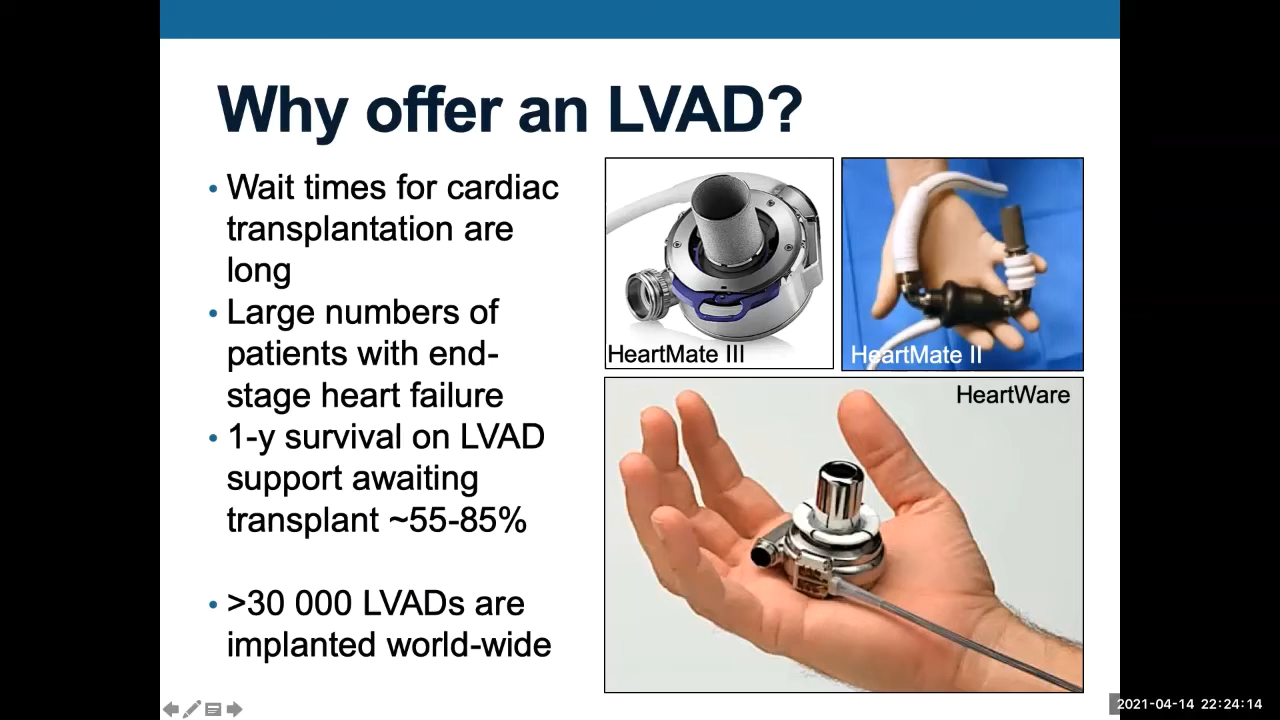 Why offer an LVAD?
• Wait times for cardiac
transplantation are
long
• Large numbers of
patients with end-
stage heart failure
• 1-y survival on LVAD
support awaiting
transplant ~55-85%
• >30 000 LVADs are
implanted world-wide
HeartMate III
HeartMate II
HeartWare
2021-04-14 22:24:14